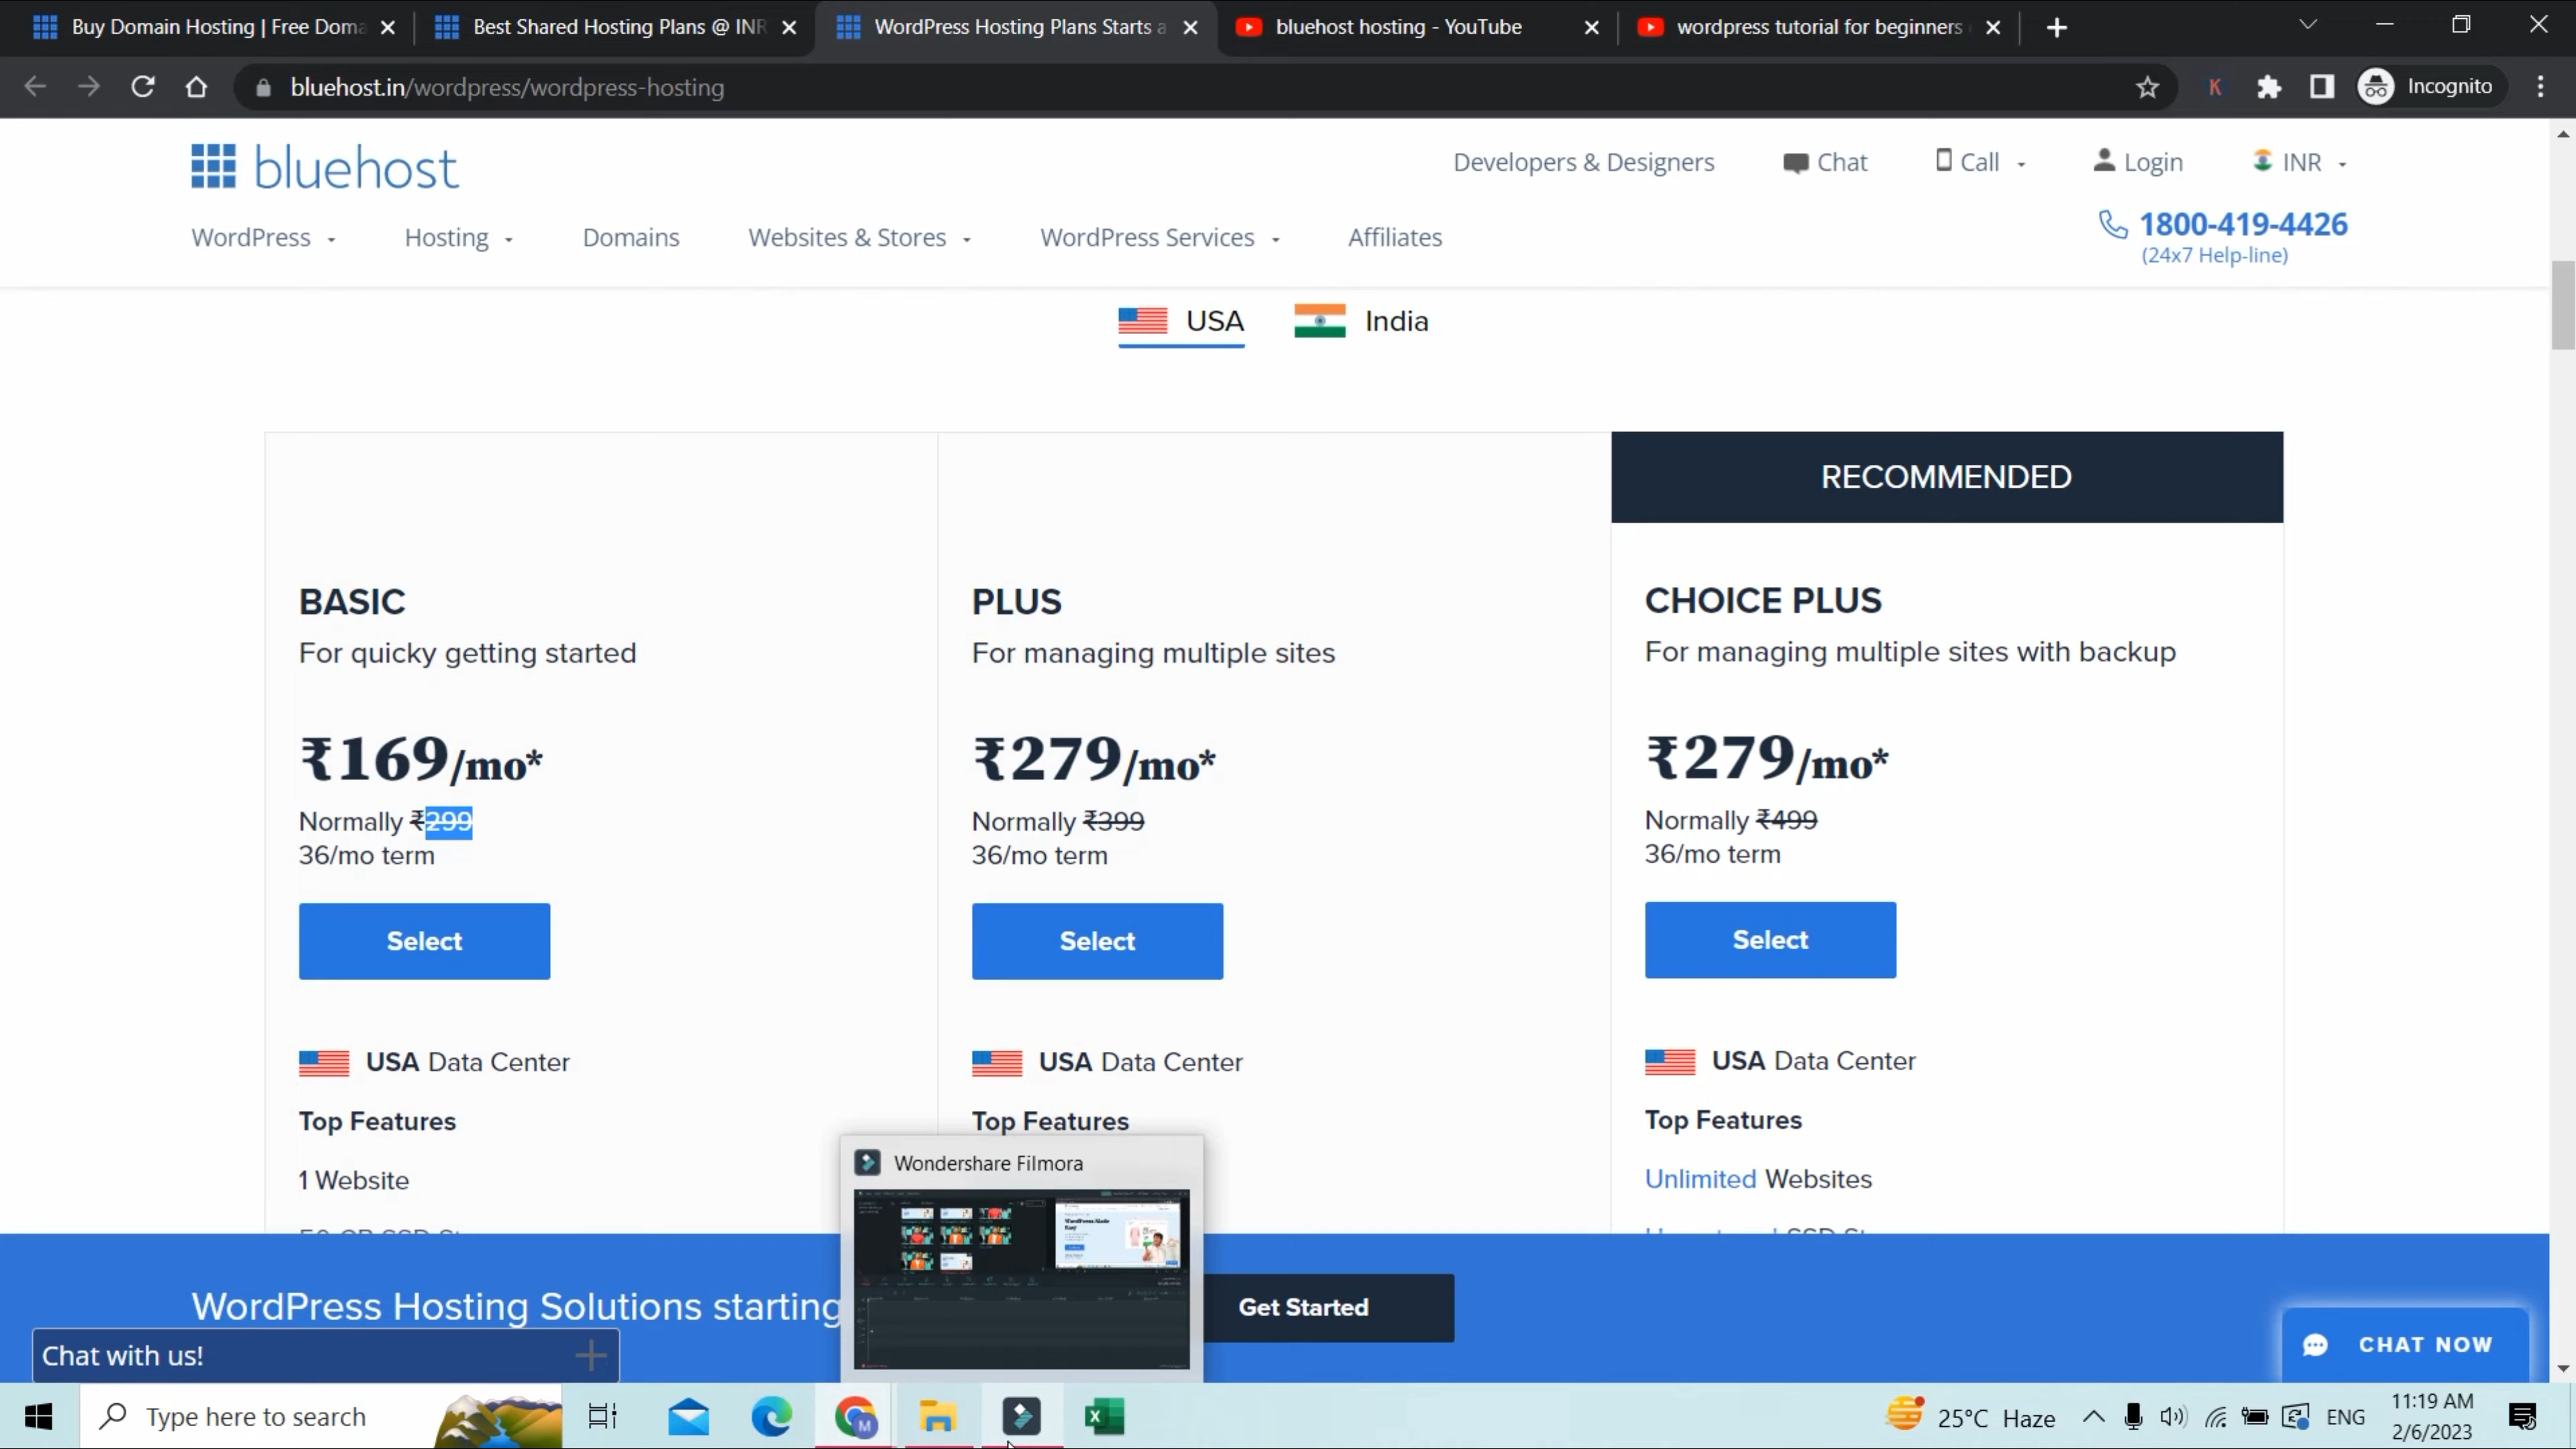 Buy Domain Hosting | Free Doma
Best Shared Hosting Plans @ INR
WordPress Hosting Plans Starts a
bluehost hosting - YouTube
wordpress tutorial for beginners
bluehost.in/wordpress/wordpress-hosting
K
Incognito
bluehost
Developers & Designers
Chat
Call
Login
INR
WordPress
Hosting
Domains
Websites & Stores
WordPress Services
Affiliates
1800-419-4426
(24x7 Help-line)
USA
India
RECOMMENDED
BASIC
For quicky getting started
₹169/mo*
Normally ₹299
36/mo term
Select
USA Data Center
Top Features
1 Website
PLUS
For managing multiple sites
₹279/mo*
Normally ₹399
36/mo term
Select
USA Data Center
Top Features
CHOICE PLUS
For managing multiple sites with backup
₹279/mo*
Normally ₹499
36/mo term
Select
USA Data Center
Top Features
Unlimited Websites
Wondershare Filmora
WordPress Hosting Solutions starting
Get Started
Chat with us!
CHAT NOW
Type here to search
M
25°C Haze
ENG
11:19 AM
2/6/2023